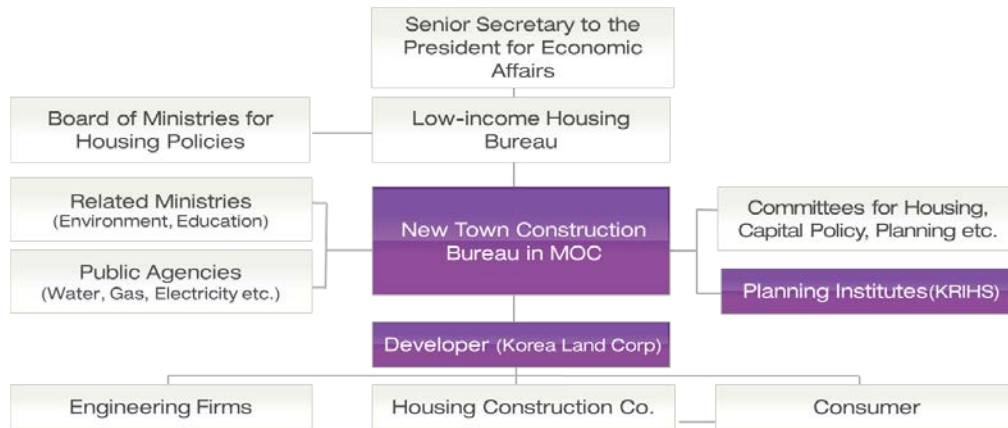 Senior Secretary to the
President for Economic
Affairs
Board of Ministries for
Housing Policies
Low-income Housing
Bureau
Related Ministries
(Environment, Education)
Public Agencies
(Water, Gas, Electricity etc.)
New Town Construction
Bureau in MOC
Committees for Housing,
Capital Policy, Planning etc.
Planning Institutes(KRIHS)
Developer (Korea Land Corp)
Engineering Firms
Housing Construction Co.
Consumer